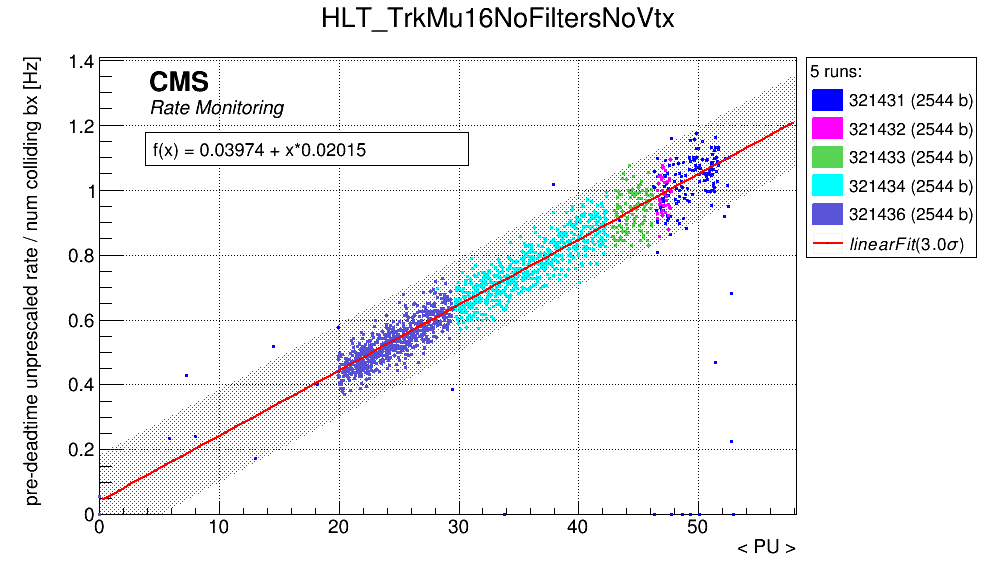 HLT_TrkMu16NoFiltersNoVtx
pre-deadtime unprescaled rate / num colliding bx [Hz]
1.4
1.2
1
0.8
0.6
0.4
0.2
0
CMS
Rate Monitoring
f(x) = 0.03974 + x*0.02015
0 10 20 30 40 50
< PU >
5 runs:
321431 (2544 b)
321432 (2544 b)
321433 (2544 b)
321434 (2544 b)
321436 (2544 b)
linearFit(3.0σ)